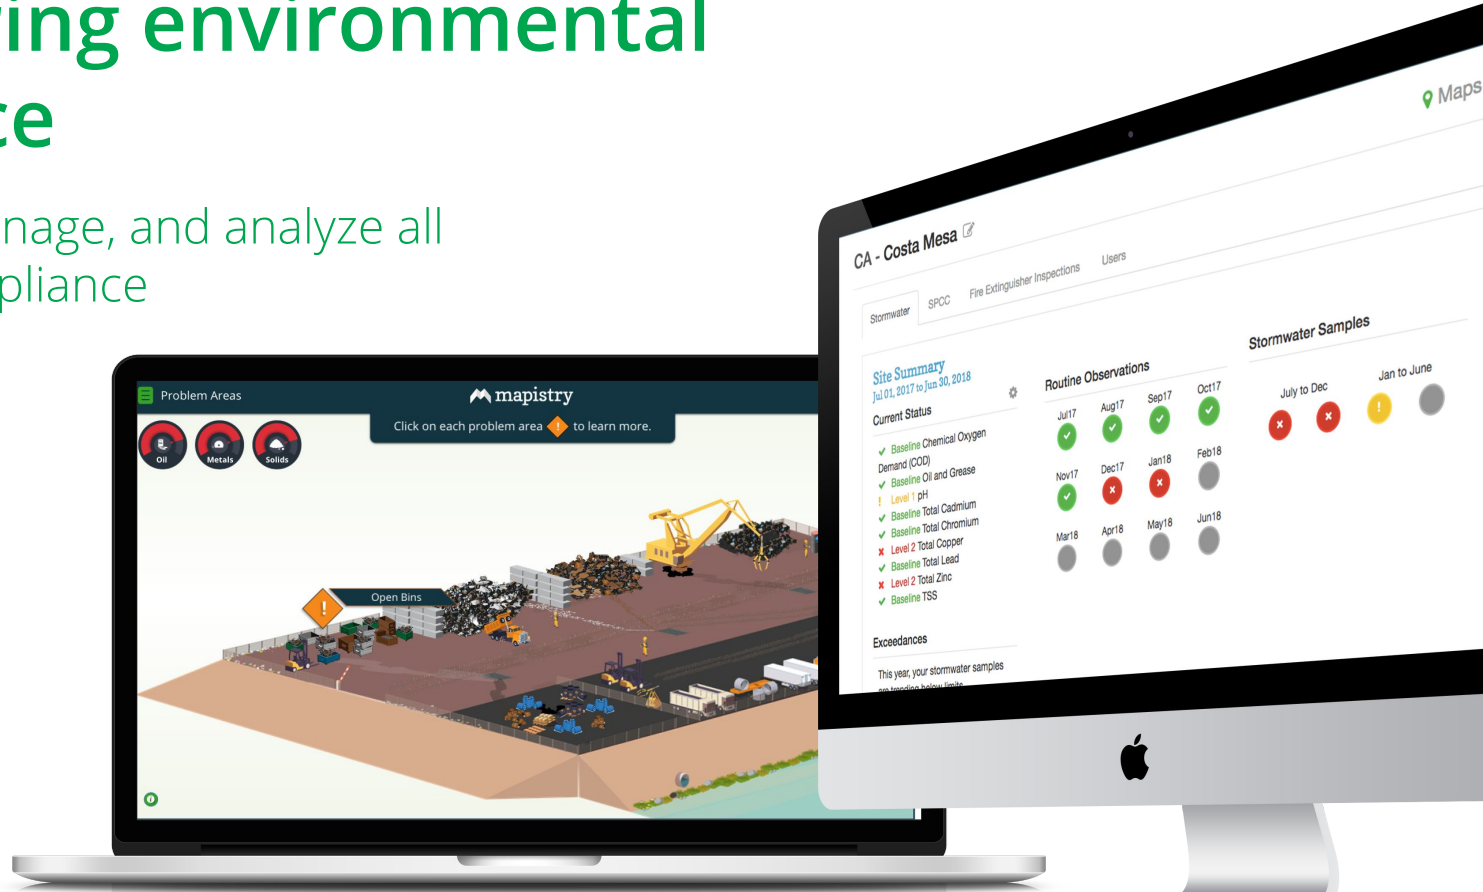 ring environmental
ce
nage, and analyze all
pliance
Problem Areas
mapistry
Click on each problem area ! to learn more.
Oil
Metals
Solids
! Open Bins
Maps
CA - Costa Mesa
Stormwater
SPCC
Fire Extinguisher Inspections
Users
Site Summary
Jul 01, 2017 to Jun 30, 2018
Current Status
Baseline Chemical Oxygen
Demand (COD)
Baseline Oil and Grease
! Level 1 pH
Baseline Total Cadmium
Baseline Total Chromium
Level 2 Total Copper
Baseline Total Lead
Level 2 Total Zinc
Baseline TSS
Exceedances
This year, your stormwater samples
are trending below limits
Routine Observations
Jul17 Aug17 Sep17 Oct17
Nov17 Dec17 Jan18 Feb18
Mar18 Apr18 May18 Jun18
Stormwater Samples
July to Dec
Jan to June
!